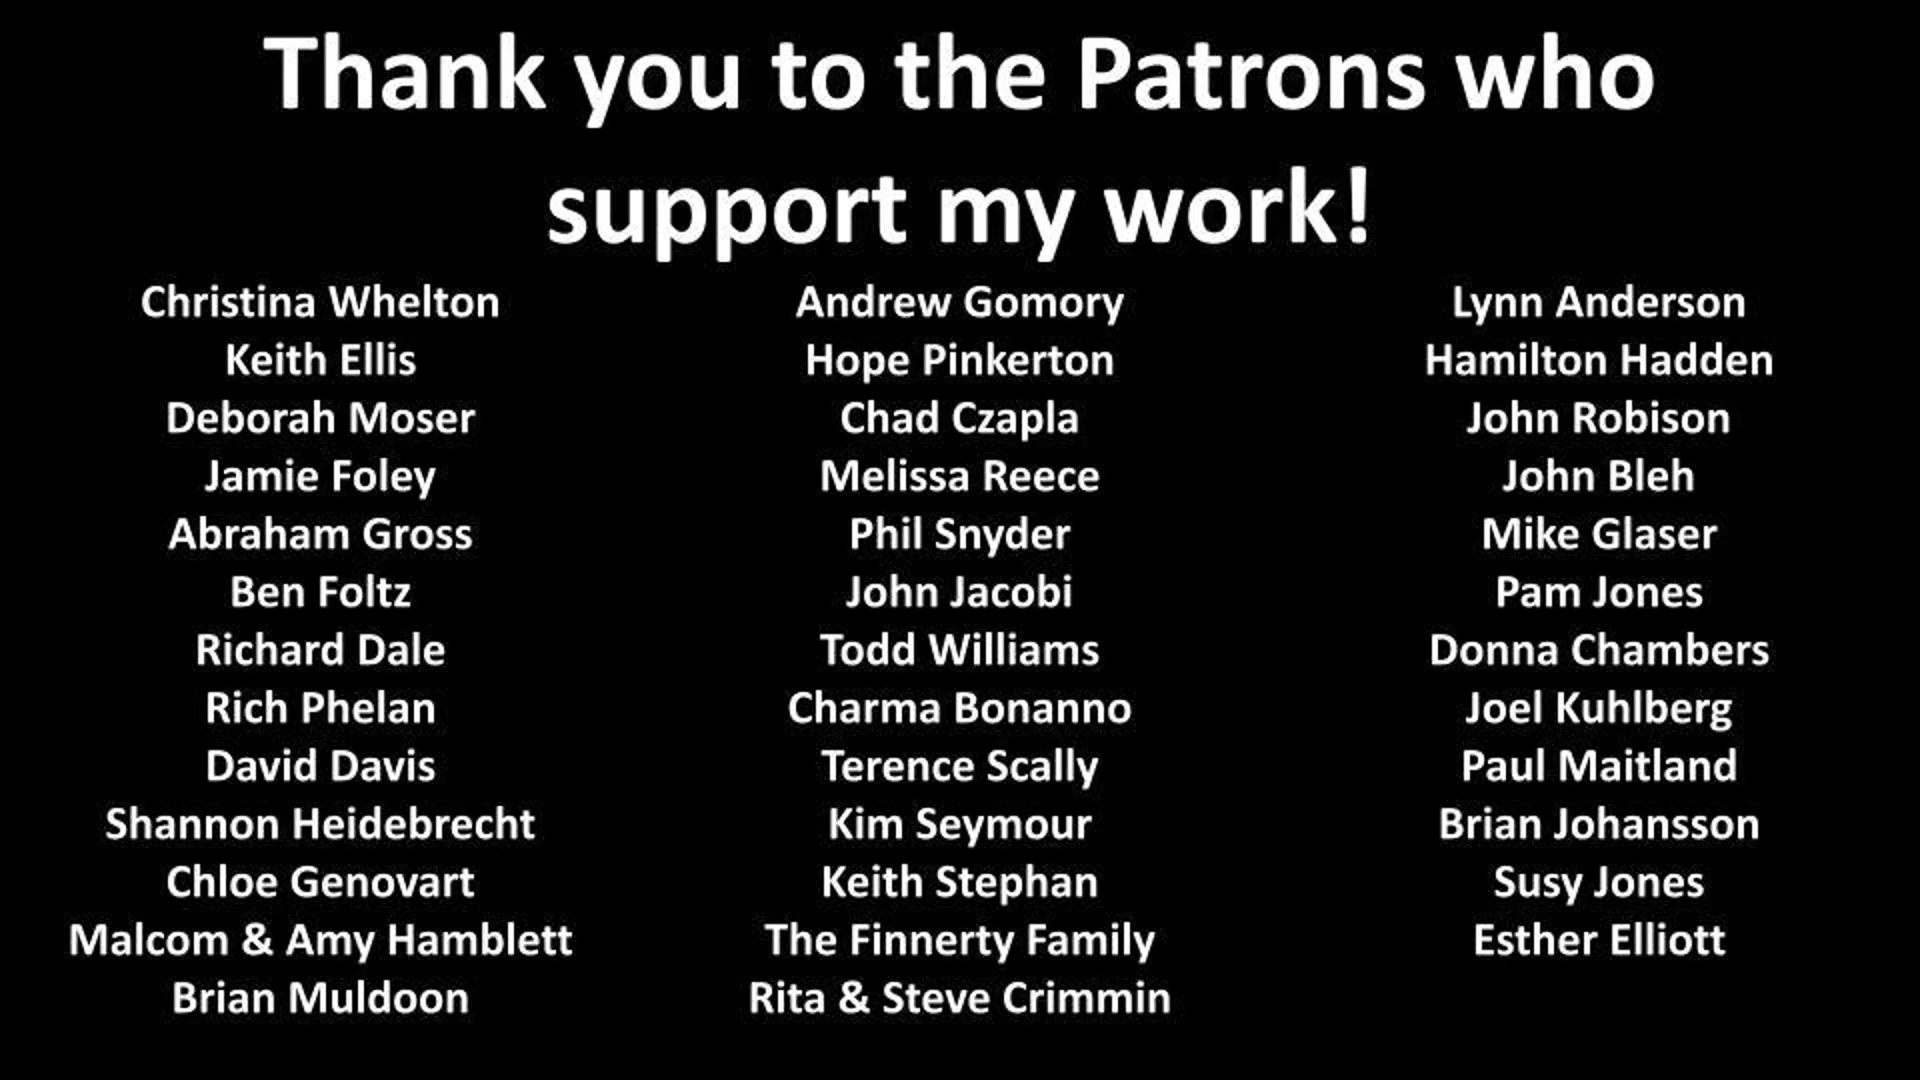 Thank you to the Patrons who
support my work!
Christina Whelton
Keith Ellis
Deborah Moser
Jamie Foley
Abraham Gross
Ben Foltz
Richard Dale
Rich Phelan
David Davis
Shannon Heidebrecht
Chloe Genovart
Malcom & Amy Hamblett
Brian Muldoon
Andrew Gomory
Hope Pinkerton
Chad Czapla
Melissa Reece
Phil Snyder
John Jacobi
Todd Williams
Charma Bonanno
Terence Scally
Kim Seymour
Keith Stephan
The Finnerty Family
Rita & Steve Crimmin
Lynn Anderson
Hamilton Hadden
John Robison
John Bleh
Mike Glaser
Pam Jones
Donna Chambers
Joel Kuhlberg
Paul Maitland
Brian Johansson
Susy Jones
Esther Elliott